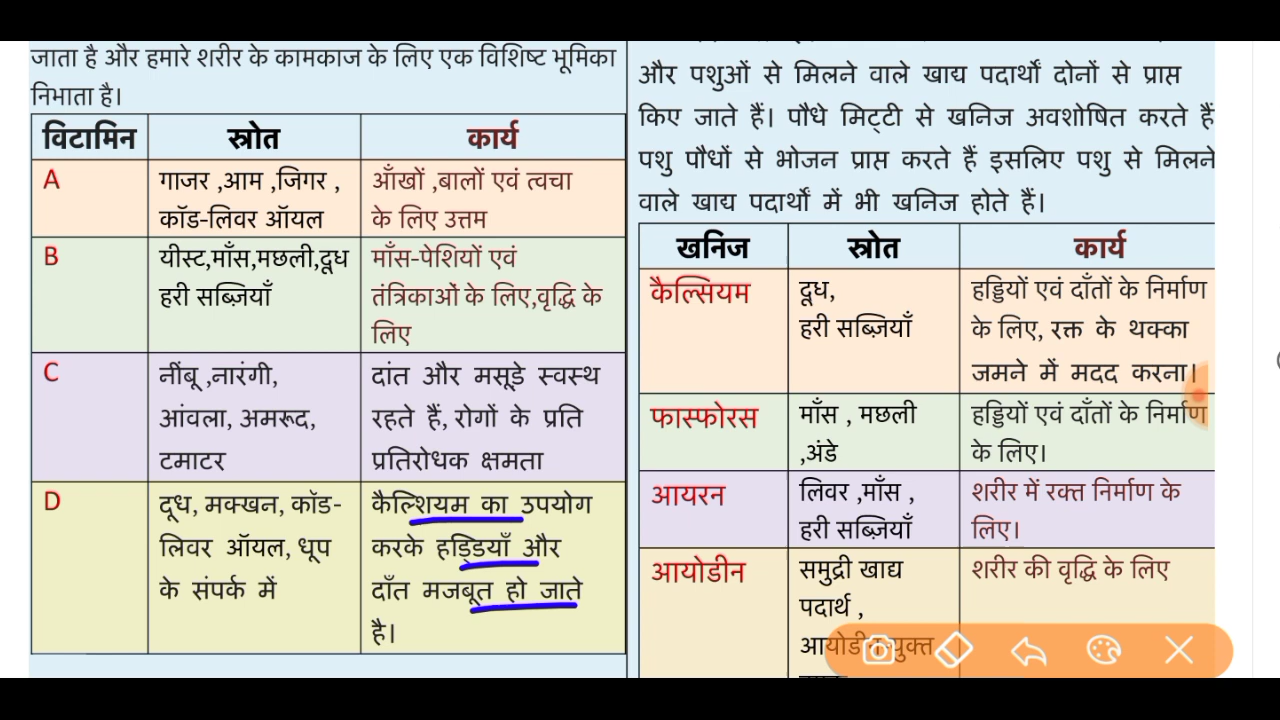 जाता है और हमारे शरीर के कामकाज के लिए एक विशिष्ट भूमिका
निभाता है।
विटामिन स्रोत कार्य
A गाजर ,आम ,जिगर , आँखों ,बालों एवं त्वचा
कॉड-लिवर ऑयल के लिए उत्तम
B यीस्ट,माँस,मछली,दूध माँस-पेशियों एवं
हरी सब्ज़ियाँ तंत्रिकाओं के लिए,वृद्धि के
लिए
C नींबू ,नारंगी, दांत और मसूड़े स्वस्थ
आंवला, अमरूद, रहते हैं, रोगों के प्रति
टमाटर प्रतिरोधक क्षमता
D दूध, मक्खन, कॉड- कैल्शियम का उपयोग
लिवर ऑयल, धूप करके हड्डियाँ और
के संपर्क में दाँत मजबूत हो जाते
है।
और पशुओं से मिलने वाले खाद्य पदार्थों दोनों से प्राप्त
किए जाते हैं। पौधे मिट्टी से खनिज अवशोषित करते हैं
पशु पौधों से भोजन प्राप्त करते हैं इसलिए पशु से मिलने
वाले खाद्य पदार्थों में भी खनिज होते हैं।
खनिज स्रोत कार्य
कैल्सियम दूध, हड्डियों एवं दाँतों के निर्माण
हरी सब्ज़ियाँ के लिए, रक्त के थक्का
जमने में मदद करना।
फास्फोरस माँस , मछली हड्डियों एवं दाँतों के निर्माण
,अंडे के लिए।
आयरन लिवर ,माँस , शरीर में रक्त निर्माण के
हरी सब्ज़ियाँ लिए।
आयोडीन समुद्री खाद्य शरीर की वृद्धि के लिए
पदार्थ ,
आयोडीन युक्त